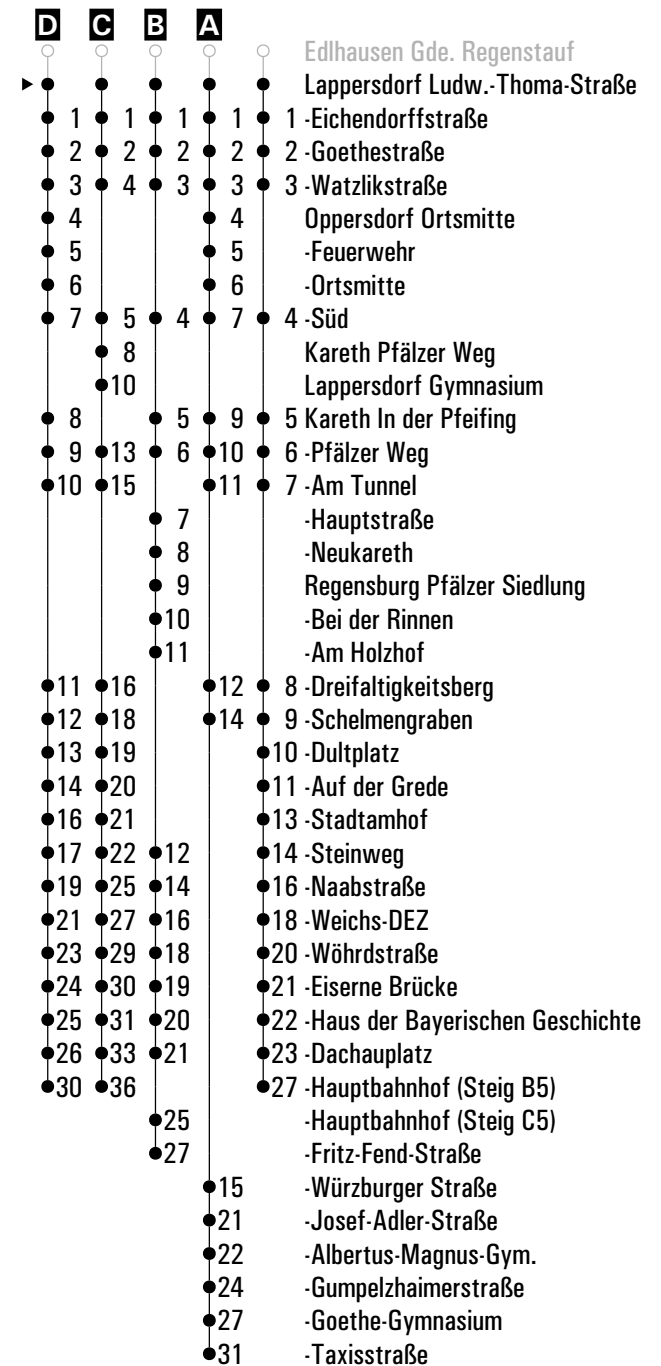 D C B A
Edlhausen Gde. Regenstauf
Lappersdorf Ludw.-Thoma-Straße
1 1 1 1 1 -Eichendorffstraße
2 2 2 2 2 -Goethestraße
3 4 3 3 3 -Watzlikstraße
4 4 Oppersdorf Ortsmitte
5 5 -Feuerwehr
6 6 -Ortsmitte
7 5 4 7 4 -Süd
8 Kareth Pfälzer Weg
10 Lappersdorf Gymnasium
8 5 9 5 Kareth In der Pfeifing
9 13 6 10 6 -Pfälzer Weg
10 15 11 7 -Am Tunnel
7 -Hauptstraße
8 -Neukareth
9 Regensburg Pfälzer Siedlung
10 -Bei der Rinnen
11 -Am Holzhof
11 16 12 8 -Dreifaltigkeitsberg
12 18 14 9 -Schelmengraben
13 19 10 -Dultplatz
14 20 11 -Auf der Grede
16 21 13 -Stadtamhof
17 22 12 14 -Steinweg
19 25 14 16 -Naabstraße
21 27 16 18 -Weichs-DEZ
23 29 18 20 -Wöhrdstraße
24 30 19 21 -Eiserne Brücke
25 31 20 22 -Haus der Bayerischen Geschichte
26 33 21 23 -Dachauplatz
30 36 27 -Hauptbahnhof (Steig B5)
25 -Hauptbahnhof (Steig C5)
27 -Fritz-Fend-Straße
15 -Würzburger Straße
21 -Josef-Adler-Straße
22 -Albertus-Magnus-Gym.
24 -Gumpelzhaimerstraße
27 -Goethe-Gymnasium
31 -Taxisstraße